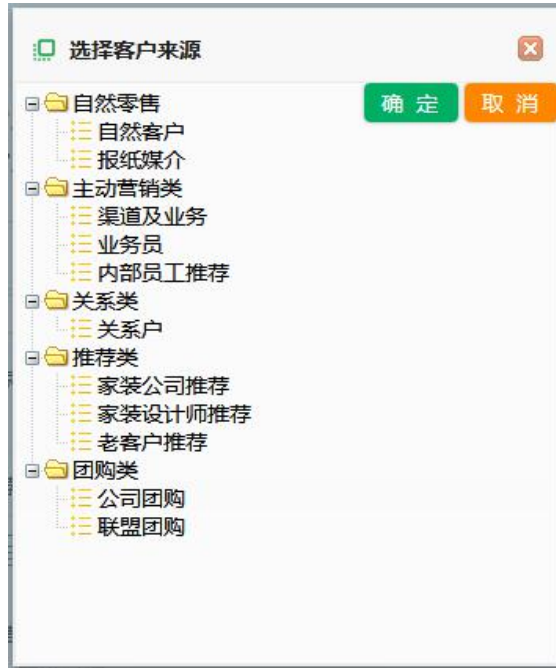 选择客户来源
确 定
取 消
自然零售
自然客户
报纸媒介
主动营销类
渠道及业务
业务员
内部员工推荐
关系类
关系户
推荐类
家装公司推荐
家装设计师推荐
老客户推荐
团购类
公司团购
联盟团购